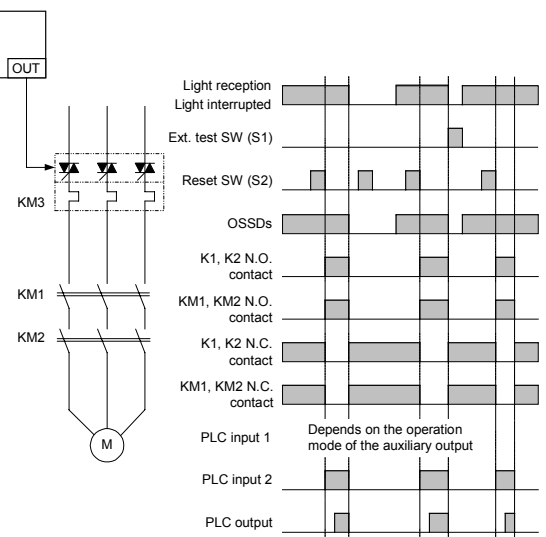 OUT
KM3
KM1
KM2
M
Light reception
Light interrupted
Ext. test SW (S1)
Reset SW (S2)
OSSDs
K1, K2 N.O.
contact
KM1, KM2 N.O.
contact
K1, K2 N.C.
contact
KM1, KM2 N.C.
contact
PLC input 1
Depends on the operation
mode of the auxiliary output
PLC input 2
PLC output